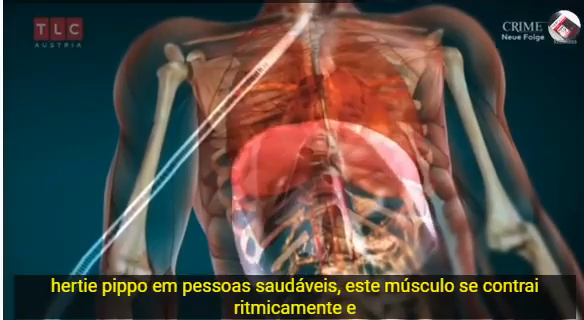 TLC
AUSTRIA
CRIME
Neue Folge
hertie pippo em pessoas saudáveis, este músculo se contrai
ritmicamente e